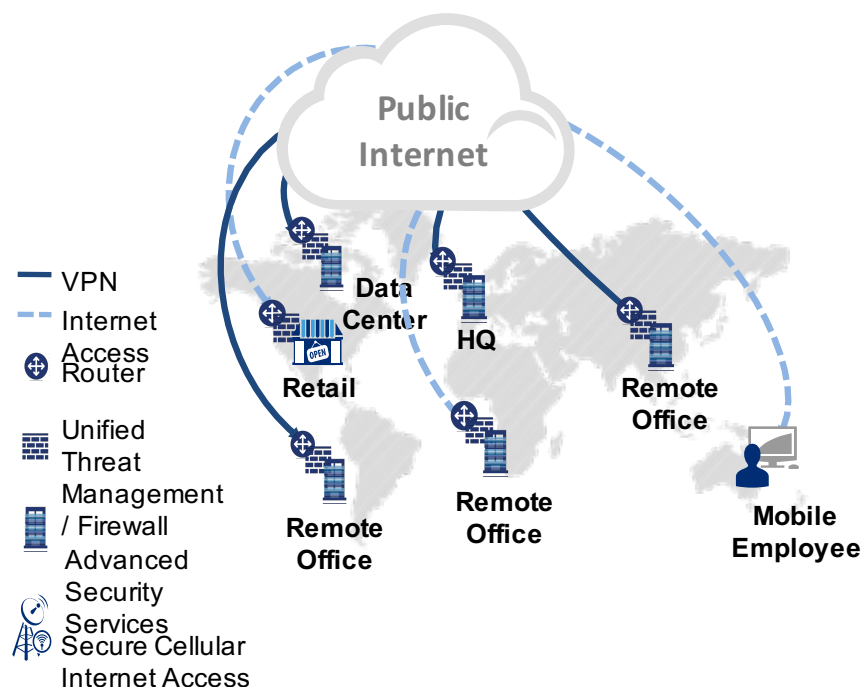 Public
Internet
VPN
Internet
Access
Router
Unified
Threat
Management
/ Firewall
Advanced
Security
Services
Secure Cellular
Internet Access
Data
Center
HQ
OPEN
Retail
Remote
Office
Remote
Office
Remote
Office
Mobile
Employee